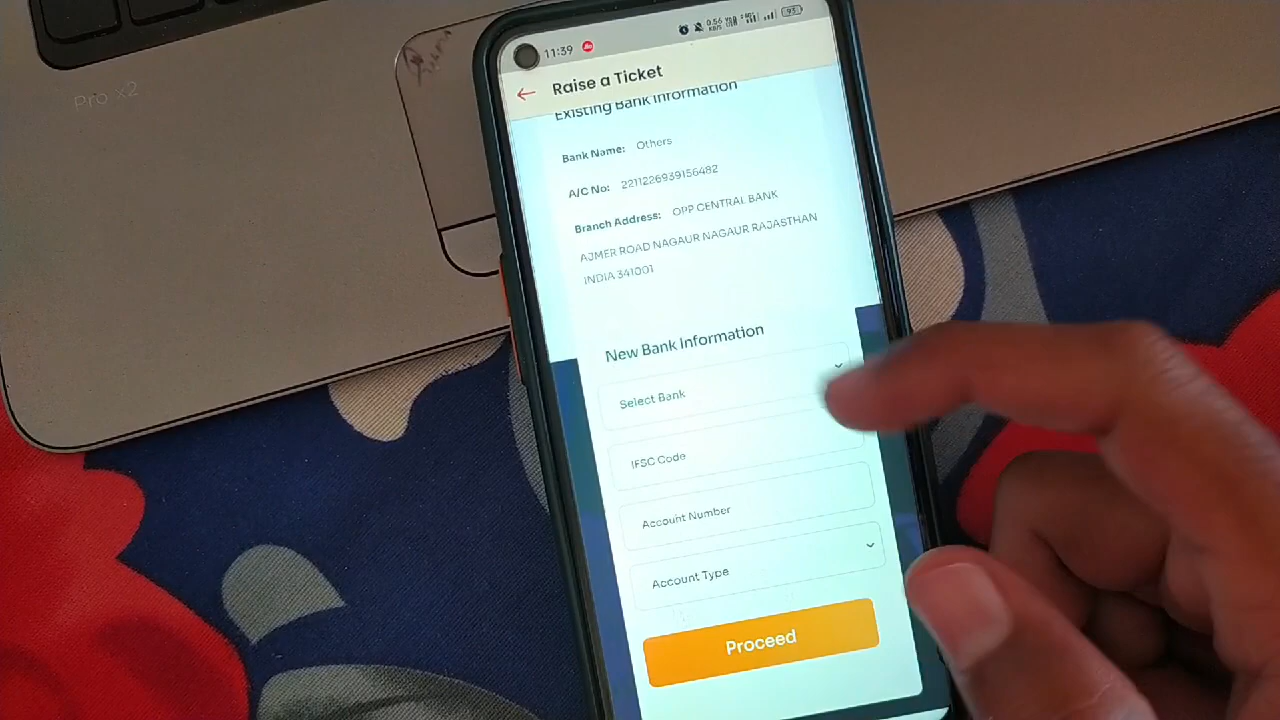 Pro x2
11:39
93
Raise a Ticket
Existing Bank Information
Bank Name: Others
A/C No: 2211226939156482
Branch Address: OPP CENTRAL BANK
AJMER ROAD NAGAUR NAGAUR RAJASTHAN
INDIA 341001
New Bank Information
Select Bank
IFSC Code
Account Number
Account Type
Proceed